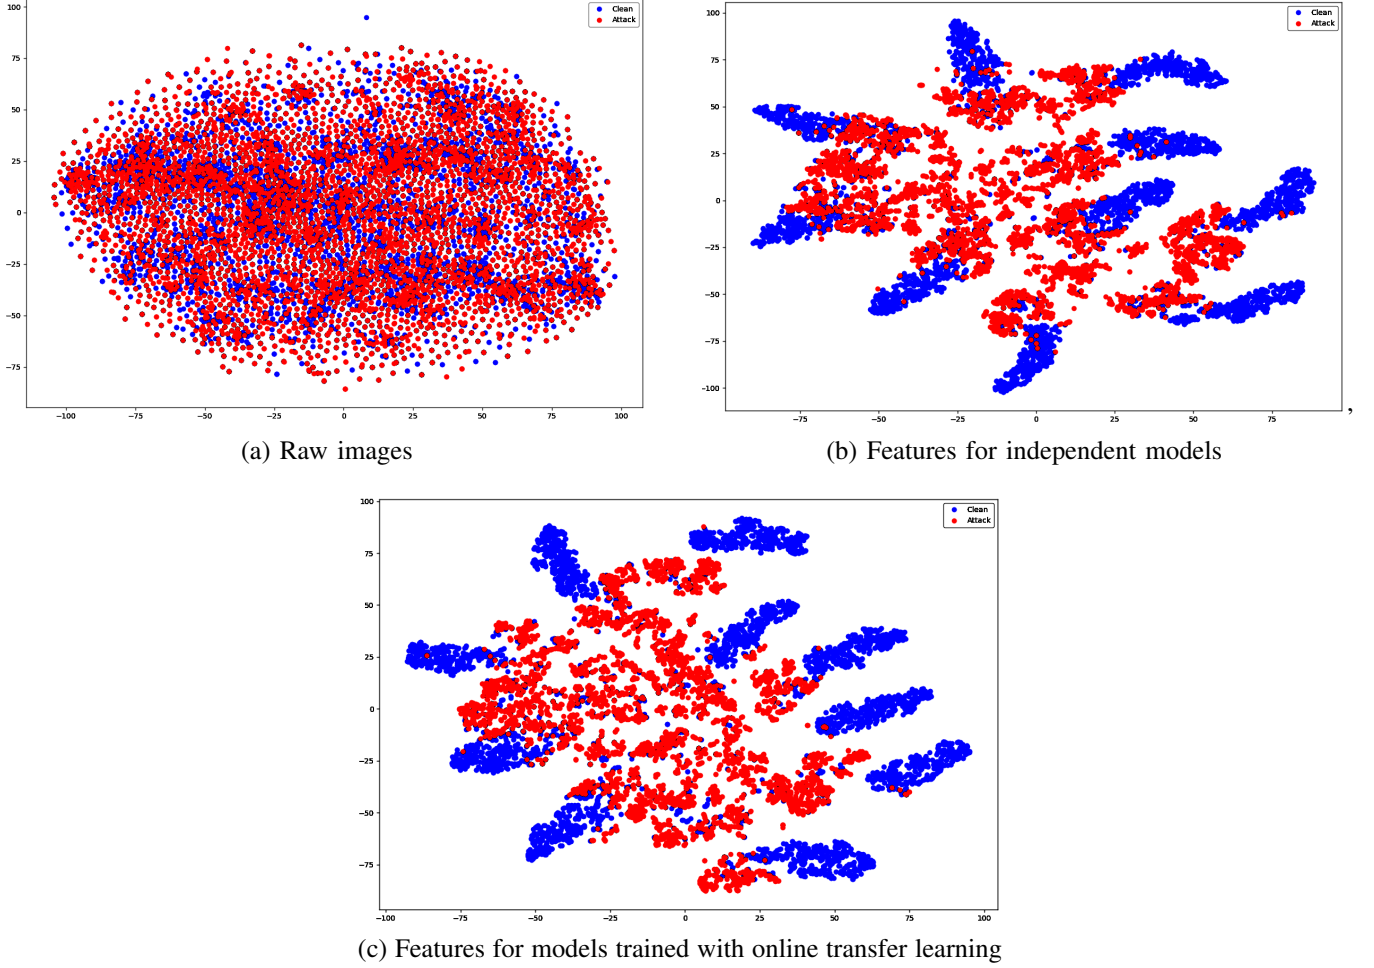 Clean
Attack
100
75
50
25
0
−25
−50
−75
−100 −75 −50 −25 0 25 50 75 100
(a) Raw images
Clean
Attack
100
75
50
25
0
−25
−50
−75
−100
−75 −50 −25 0 25 50 75
,
(b) Features for independent models
Clean
Attack
100
75
50
25
0
−25
−50
−75
−100 −75 −50 −25 0 25 50 75 100
(c) Features for models trained with online transfer learning